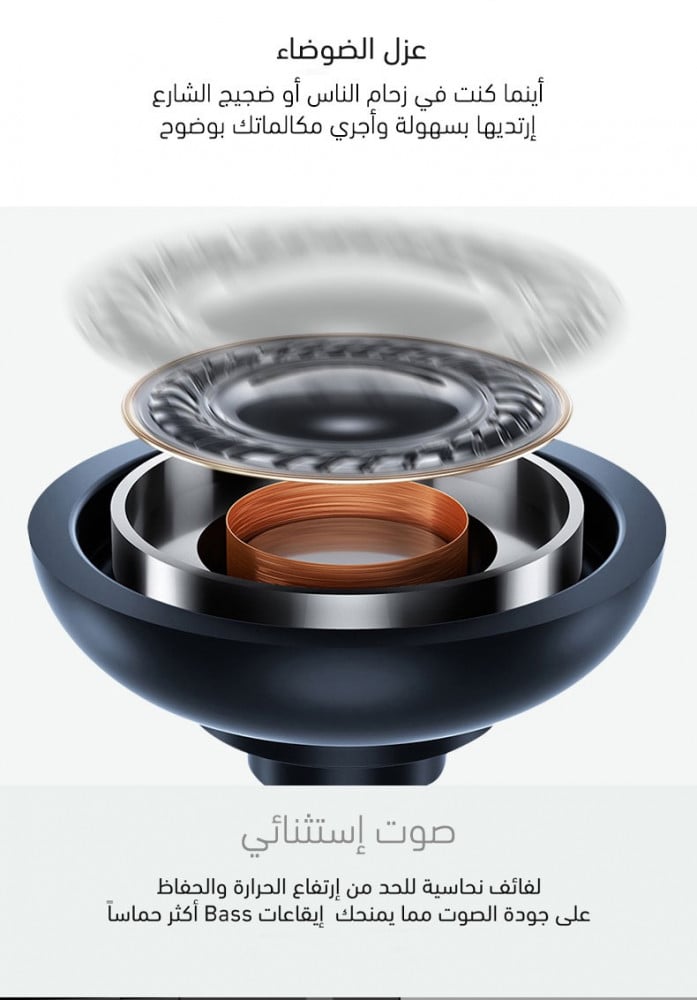 عزل الضوضاء
أينما كنت في زحام الناس أو ضجيج الشارع
إرتديها بسهولة وأجري مكالماتك بوضوح
صوت إستثنائي
لفائف نحاسية للحد من إرتفاع الحرارة والحفاظ
على جودة الصوت مما يمنحك إيقاعات Bass أكثر حماساً